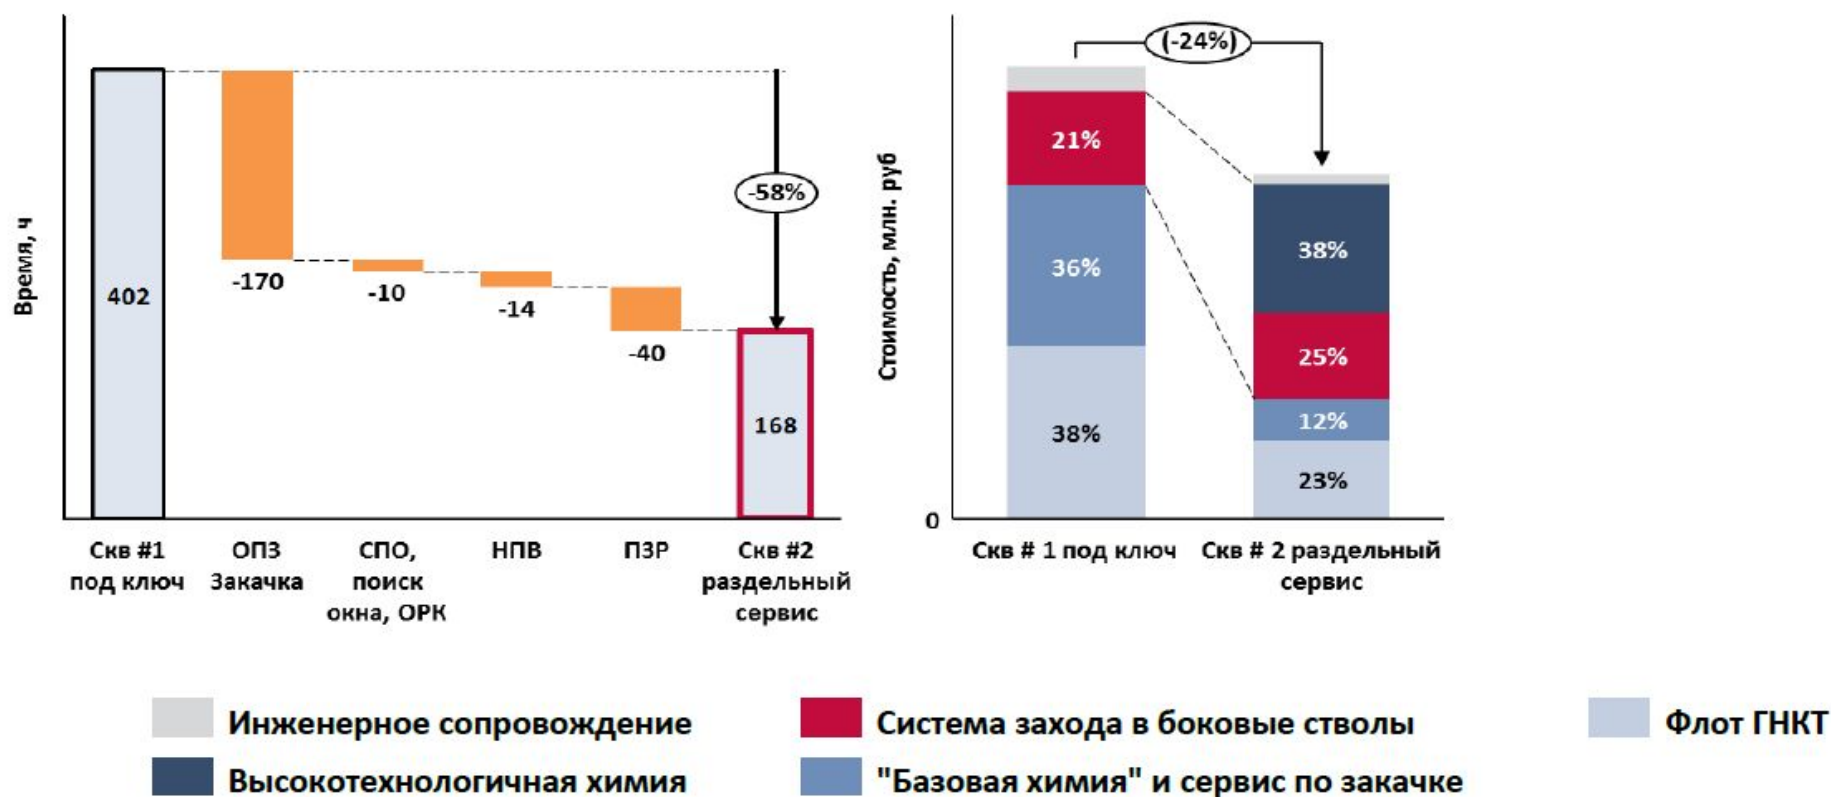 Время, ч
402
-170
-10
-14
-40
-58%
168
Скв #1
под ключ
ОПЗ
Закачка
СПО,
поиск
окна, ОРК
НПВ
ПЗР
Скв #2
раздельный
сервис
Стоимость, млн. руб
(-24%)
21%
36%
38%
38%
25%
12%
23%
0
Скв # 1 под ключ
Скв # 2 раздельный
сервис
Инженерное сопровождение
Система захода в боковые стволы
Флот ГНКТ
Высокотехнологичная химия
"Базовая химия" и сервис по закачке